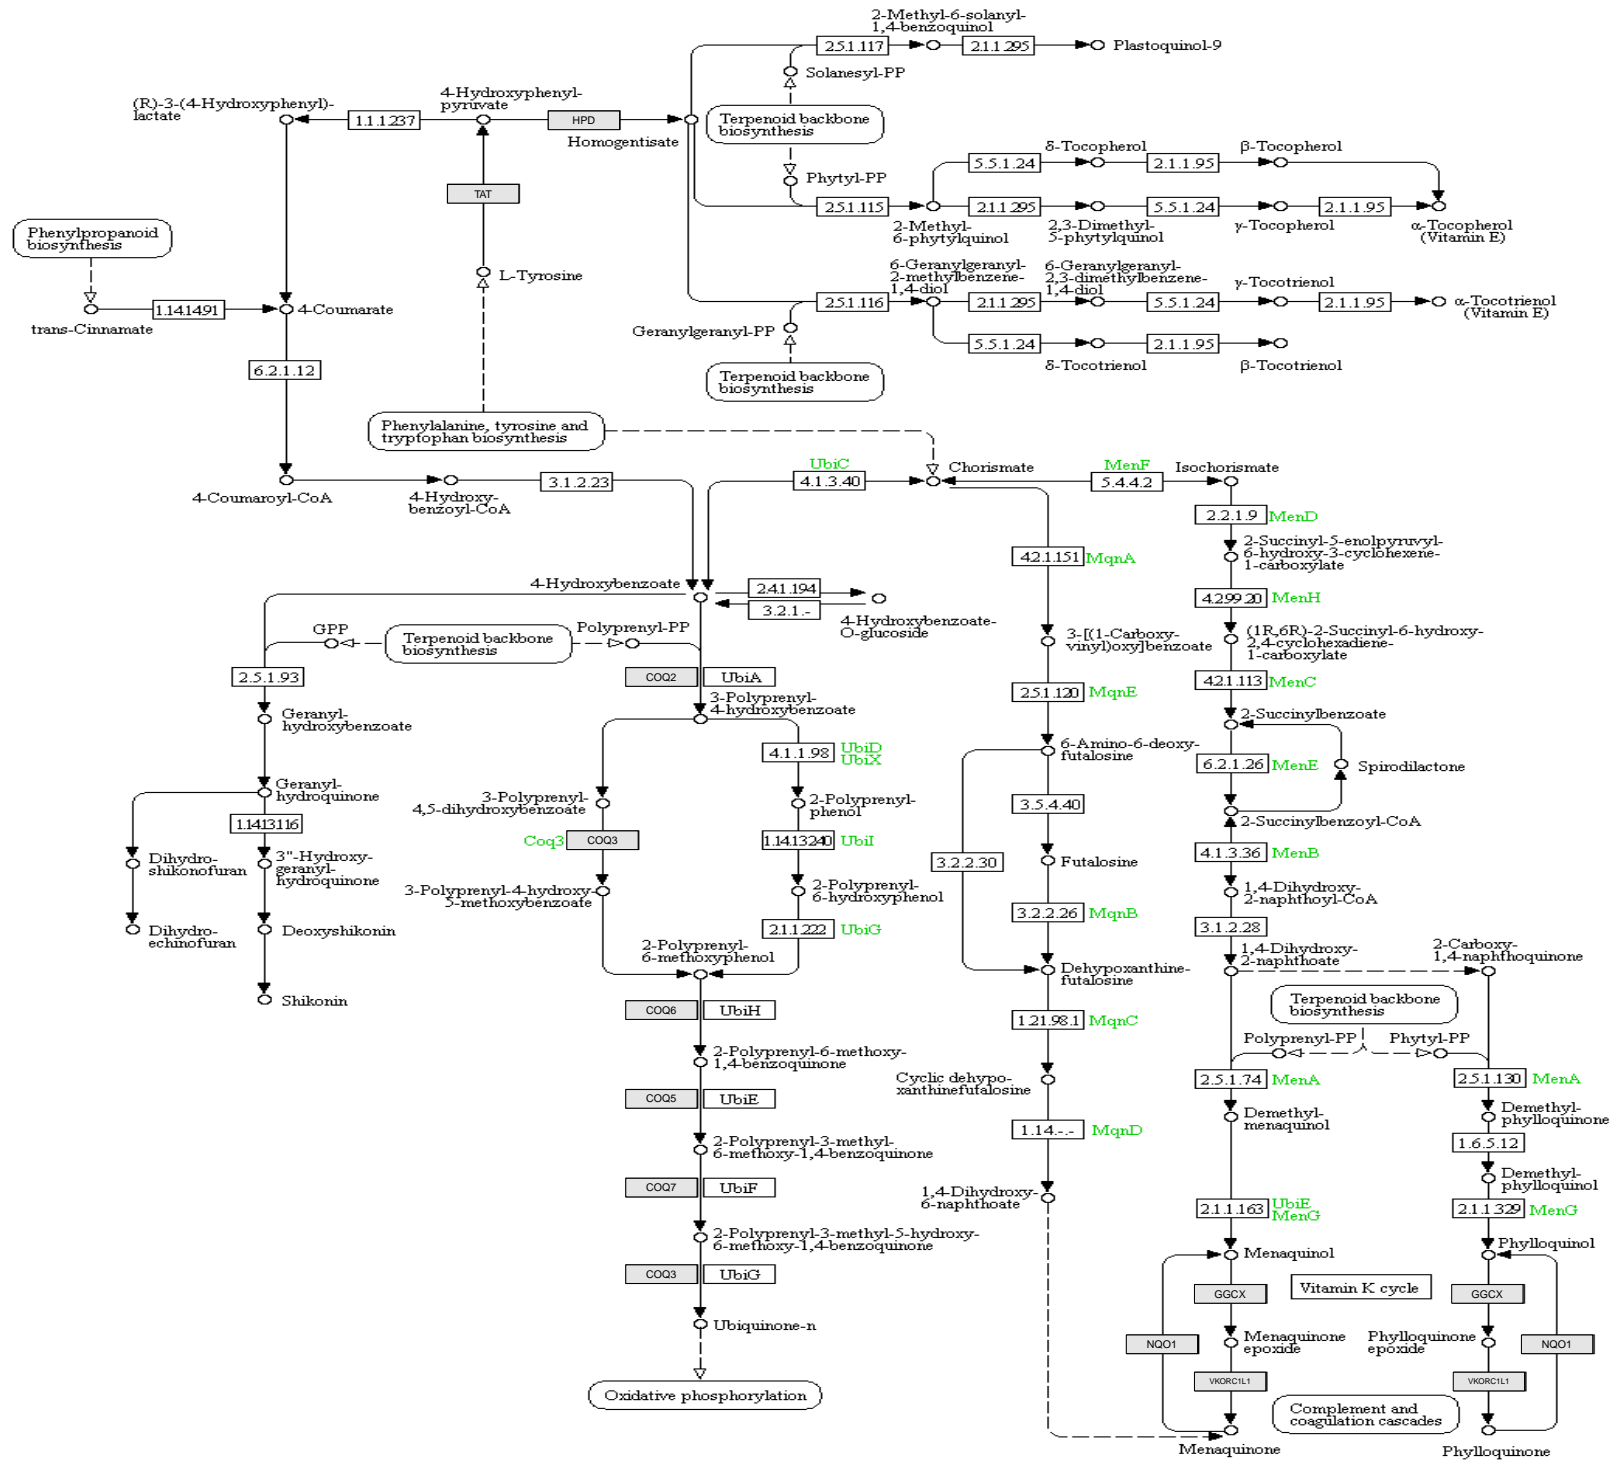 2-Methyl-6-solanyl-
1,4-benzoquinol
2.5.1.117
2.1.1.295
Plastoquinol-9
Solanesyl-PP
4-Hydroxyphenyl-
pyruvate
(R)-3-(4-Hydroxyphenyl)-
lactate
1.1.1.237
HPD
Homogentisate
Terpenoid backbone
biosynthesis
δ-Tocopherol
β-Tocopherol
5.5.1.24
2.1.1.95
Phytyl-PP
TAT
2.5.1.115
2.1.1.295
5.5.1.24
2.1.1.95
2-Methyl-
6-phytylquinol
2,3-Dimethyl-
5-phytylquinol
γ-Tocopherol
α-Tocopherol
(Vitamin E)
Phenylpropanoid
biosynthesis
L-Tyrosine
6-Geranylgeranyl-
2-methylbenzene-
1,4-diol
6-Geranylgeranyl-
2,3-dimethylbenzene-
1,4-diol
γ-Tocotrienol
1.14.14.91
4-Coumarate
trans-Cinnamate
2.5.1.116
2.1.1.295
5.5.1.24
2.1.1.95
α-Tocotrienol
(Vitamin E)
Geranylgeranyl-PP
5.5.1.24
2.1.1.95
δ-Tocotrienol
β-Tocotrienol
6.2.1.12
Terpenoid backbone
biosynthesis
Phenylalanine, tyrosine and
tryptophan biosynthesis
UbiC
Chorismate
MenF
Isochorismate
4-Coumaroyl-CoA
4-Hydroxy-
benzoyl-CoA
3.1.2.23
4.1.3.40
5.4.4.2
2.2.1.9
MenD
2-Succinyl-5-enolpyruvyl-
6-hydroxy-3-cyclohexene-
1-carboxylate
4.2.1.151
MqnA
4-Hydroxybenzoate
2.4.1.194
3.2.1.-
4-Hydroxybenzoate-
O-glucoside
4.2.99.20
MenH
GPP
Terpenoid backbone
biosynthesis
Polyprenyl-PP
3-[(1-Carboxy-
vinyl)oxy]benzoate
(1R,6R)-2-Succinyl-6-hydroxy-
2,4-cyclohexadiene-
1-carboxylate
2.5.1.93
COQ2
UbiA
2.5.1.120
MqnE
4.2.1.113
MenC
3-Polyprenyl-
4-hydroxybenzoate
Geranyl-
hydroxybenzoate
2-Succinylbenzoate
4.1.1.98
UbiD
UbiX
6-Amino-6-deoxy-
futalosine
6.2.1.26
MenE
Spirodilactone
Geranyl-
hydroquinone
3-Polyprenyl-
4,5-dihydroxybenzoate
2-Polyprenyl-
phenol
3.5.4.40
2-Succinylbenzoyl-CoA
1.14.13.116
Coq3
COQ3
1.14.13.240
UbiI
4.1.3.36
MenB
Dihydro-
shikonofuran
3"-Hydroxy-
geranyl-
hydroquinone
3.2.2.30
Futalosine
3-Polyprenyl-4-hydroxy-
5-methoxybenzoate
2-Polyprenyl-
6-hydroxyphenol
1,4-Dihydroxy-
2-naphthoyl-CoA
3.2.2.26
MqnB
Dihydro-
echinofuran
Deoxyshikonin
2.1.1.222
UbiG
3.1.2.28
2-Polyprenyl-
6-methoxyphenol
Dehypoxanthine-
futalosine
1,4-Dihydroxy-
2-naphthoate
2-Carboxy-
1,4-naphthoquinone
Shikonin
COQ6
UbiH
1.21.98.1
MqnC
Terpenoid backbone
biosynthesis
Polyprenyl-PP
Phytyl-PP
2-Polyprenyl-6-methoxy-
1,4-benzoquinone
Cyclic dehypo-
xanthinefutalosine
2.5.1.74
MenA
2.5.1.130
MenA
COQ5
UbiE
Demethyl-
menaquinol
Demethyl-
phylloquinone
1.14.-.-
MqnD
1.6.5.12
2-Polyprenyl-3-methyl-
6-methoxy-1,4-benzoquinone
Demethyl-
phylloquinol
COQ7
UbiF
1,4-Dihydroxy-
6-naphthoate
2.1.1.163
UbiE
MenG
2.1.1.329
MenG
2-Polyprenyl-3-methyl-5-hydroxy-
6-methoxy-1,4-benzoquinone
Menaquinol
Phylloquinol
COQ3
UbiG
GGCX
Vitamin K cycle
GGCX
Ubiquinone-n
NQO1
Menaquinone
epoxide
Phylloquinone
epoxide
NQO1
VKORC1L1
VKORC1L1
Oxidative phosphorylation
Complement and
coagulation cascades
Menaquinone
Phylloquinone